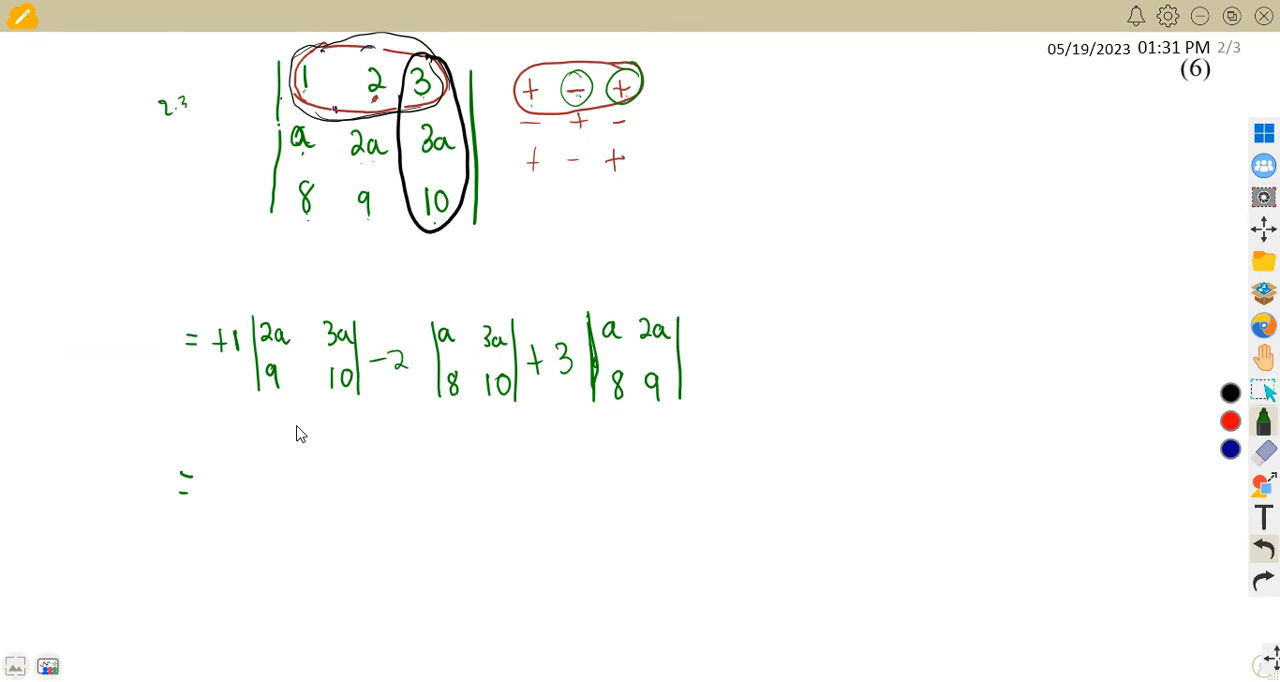 05/19/2023 01:31 PM 2/3
(6)
2.3
| 1 2 3 |
| a 2a 3a |
| 8 9 10 |
+ − +
− + −
+ − +
= +1 | 2a 3a | −2 | a 3a | + 3 | a 2a |
| 9 10 | | 8 10 | | 8 9 |
=
T